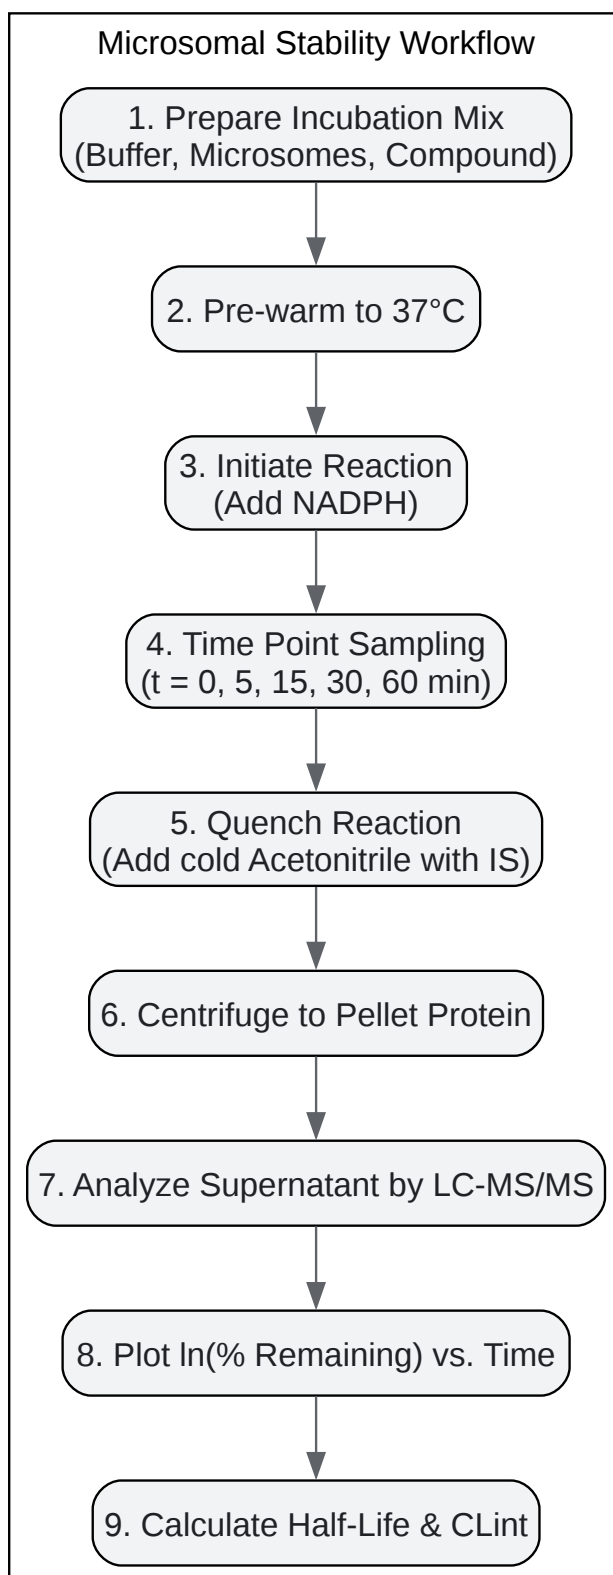 Microsomal Stability Workflow
1. Prepare Incubation Mix
(Buffer, Microsomes, Compound)
2. Pre-warm to 37°C
3. Initiate Reaction
(Add NADPH)
4. Time Point Sampling
(t = 0, 5, 15, 30, 60 min)
5. Quench Reaction
(Add cold Acetonitrile with IS)
6. Centrifuge to Pellet Protein
7. Analyze Supernatant by LC-MS/MS
8. Plot ln(% Remaining) vs. Time
9. Calculate Half-Life & CLint